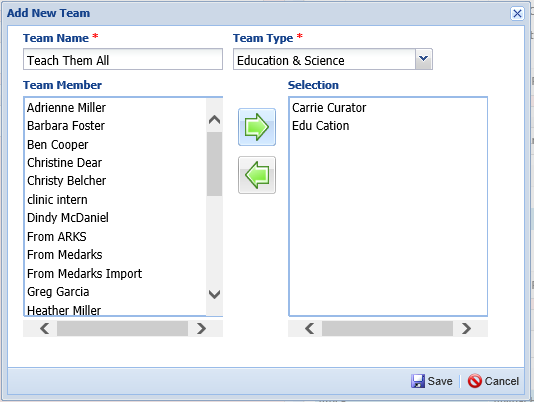 Add New Team
Team Name *
Team Type *
Teach Them All
Education & Science
Team Member
Selection
Adrienne Miller
Barbara Foster
Ben Cooper
Christine Dear
Christy Belcher
clinic intern
Dindy McDaniel
From ARKS
From Medarks
From Medarks Import
Greg Garcia
Heather Miller
Carrie Curator
Edu Cation
Save
Cancel